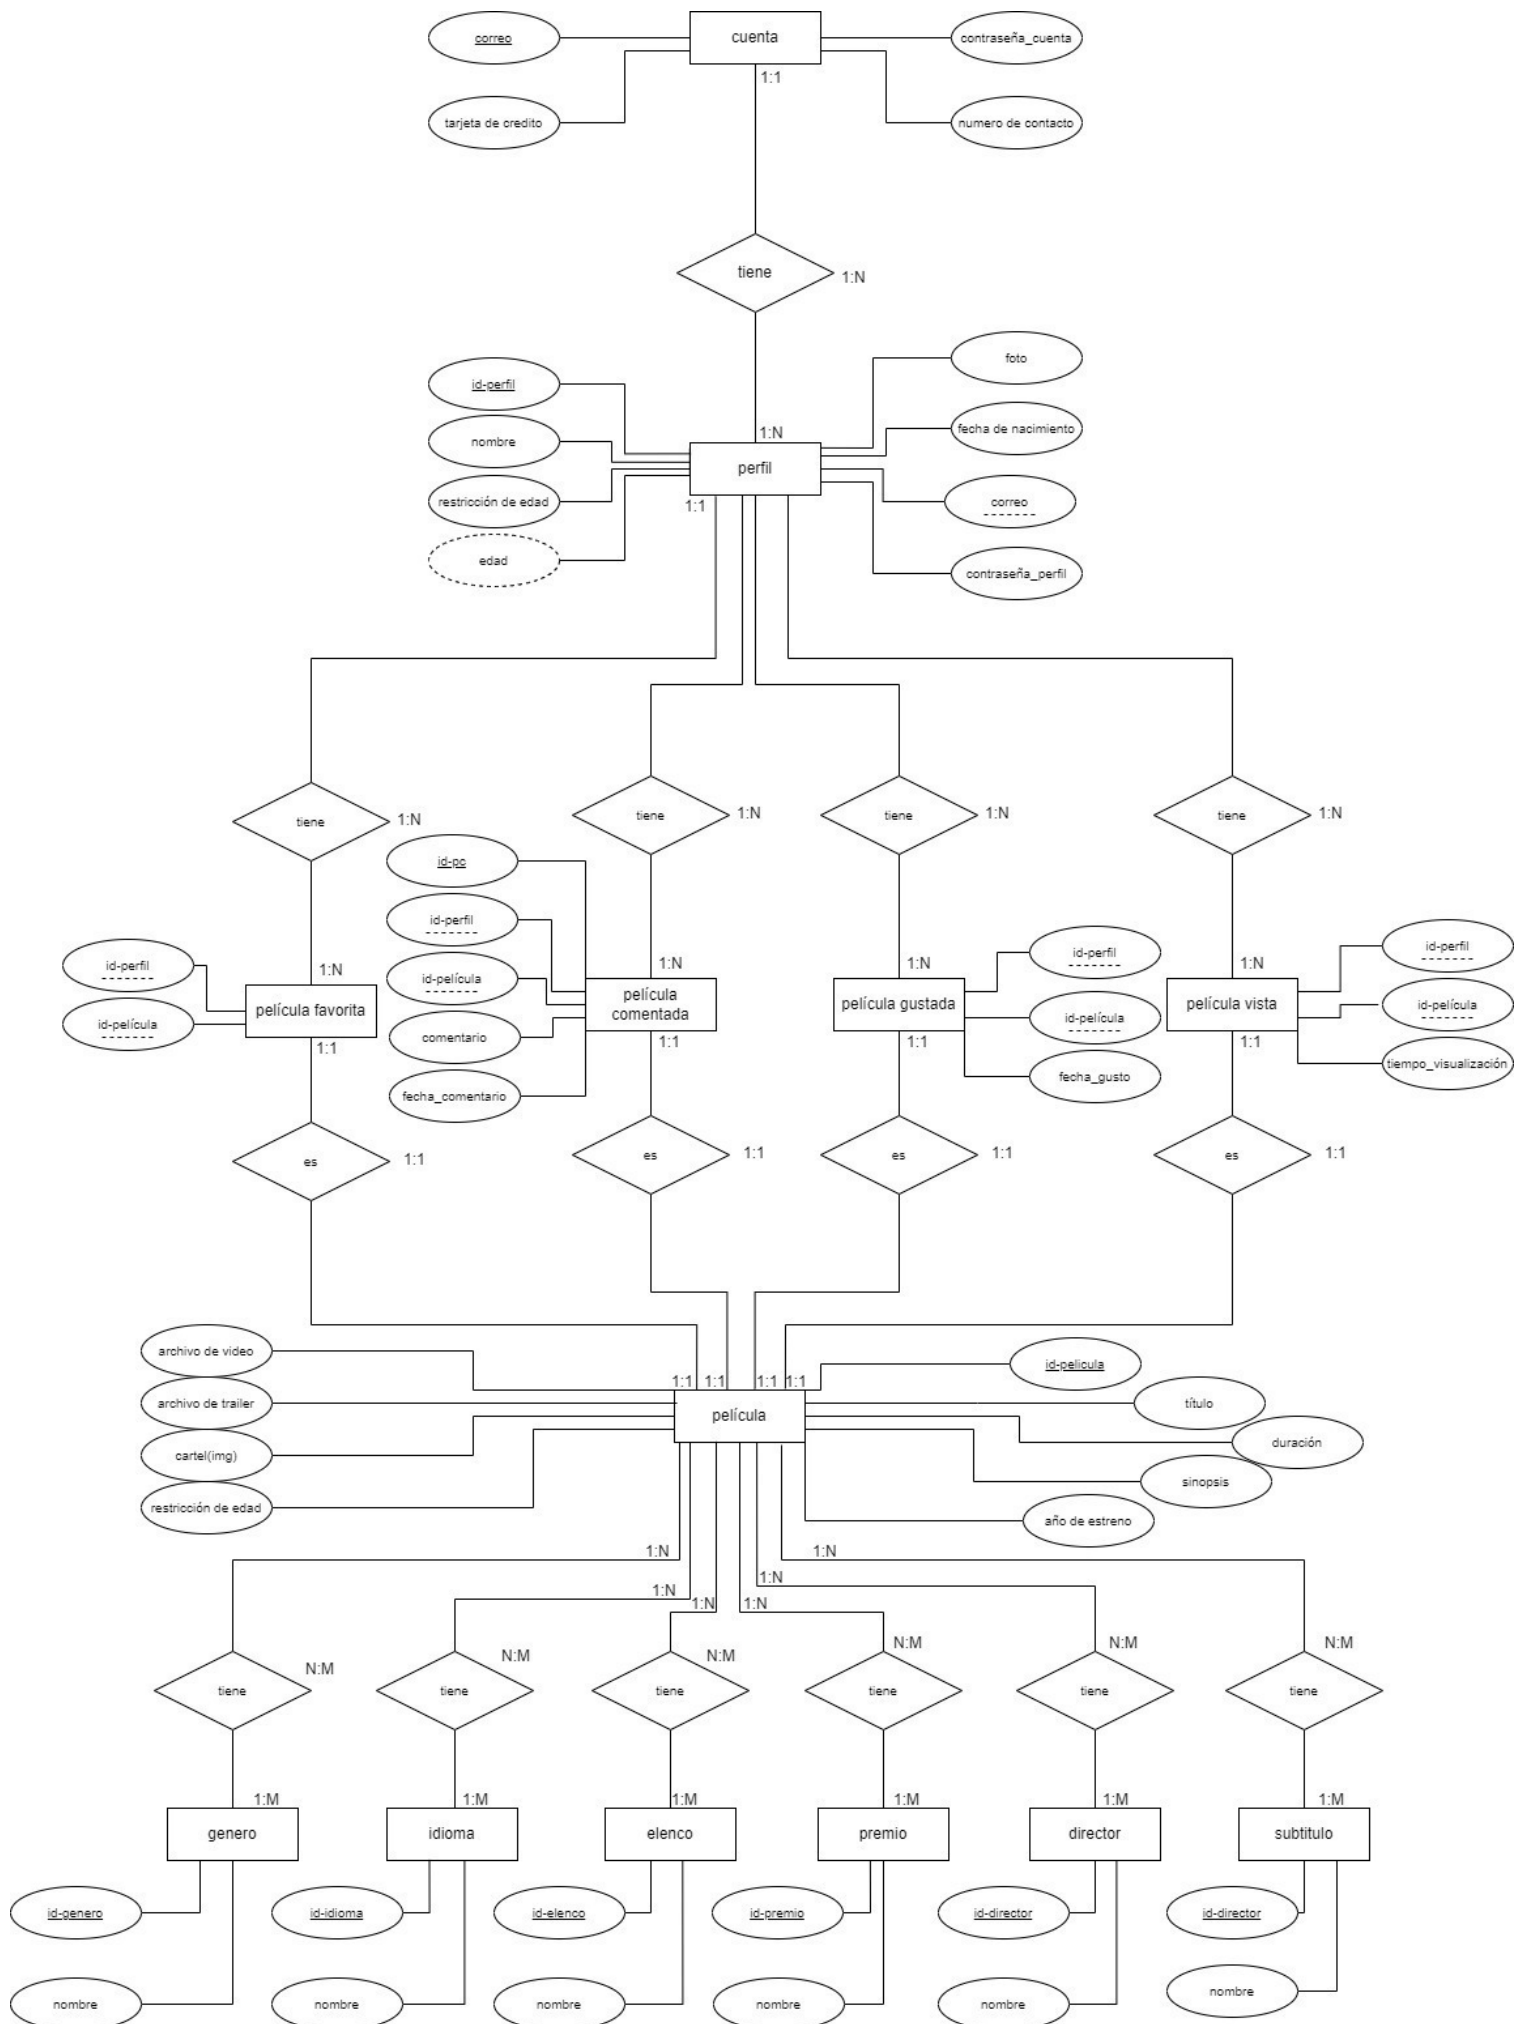 correo
cuenta
contraseña_cuenta
1:1
tarjeta de credito
numero de contacto
tiene
1:N
foto
id-perfil
fecha de nacimiento
nombre
1:N
perfil
restricción de edad
1:1
correo
edad
contraseña_perfil
tiene
1:N
tiene
1:N
tiene
1:N
tiene
1:N
id-pc
id-perfil
id-perfil
id-perfil
id-perfil
1:N
1:N
1:N
1:N
id-película
película favorita
id-película
película
comentada
película gustada
id-película
película vista
id-película
comentario
1:1
1:1
1:1
1:1
fecha_gusto
tiempo_visualización
fecha_comentario
es
1:1
es
1:1
es
1:1
es
1:1
archivo de video
id-pelicula
1:1
1:1
1:1
1:1
archivo de trailer
película
título
cartel(img)
duración
sinopsis
restricción de edad
año de estreno
1:N
1:N
1:N
1:N
1:N
1:N
N:M
N:M
N:M
N:M
N:M
N:M
tiene
tiene
tiene
tiene
tiene
tiene
1:M
1:M
1:M
1:M
1:M
1:M
genero
idioma
elenco
premio
director
subtitulo
id-genero
id-idioma
id-elenco
id-premio
id-director
id-director
nombre
nombre
nombre
nombre
nombre
nombre